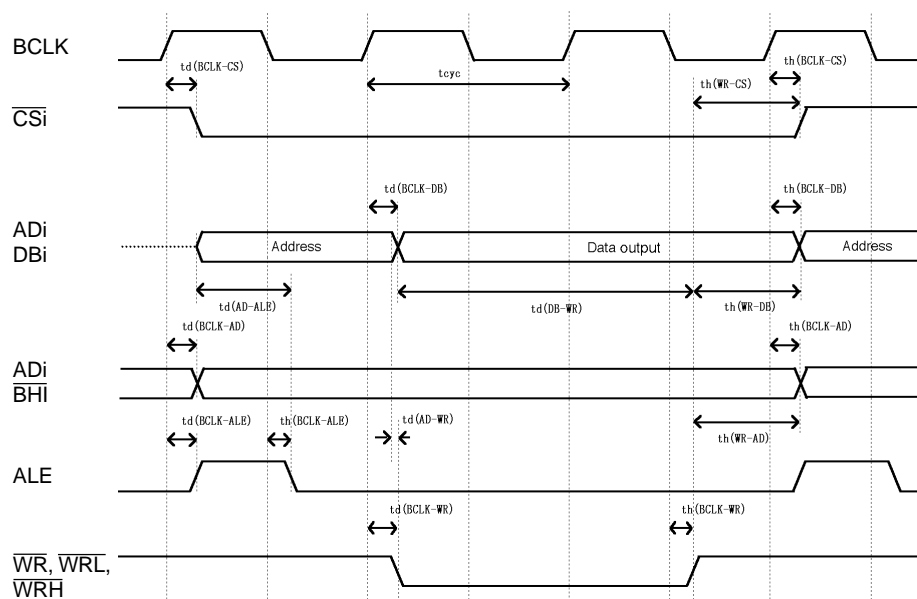 BCLK
td(BCLK-CS)
tcyc
th(BCLK-CS)
th(WR-CS)
CSi
td(BCLK-DB)
th(BCLK-DB)
ADi
DBi
Address
Data output
Address
td(AD-ALE)
td(DB-WR)
th(WR-DB)
td(BCLK-AD)
th(BCLK-AD)
ADi
BHI
td(BCLK-ALE)
th(BCLK-ALE)
td(AD-WR)
th(WR-AD)
ALE
td(BCLK-WR)
th(BCLK-WR)
WR, WRL,
WRH